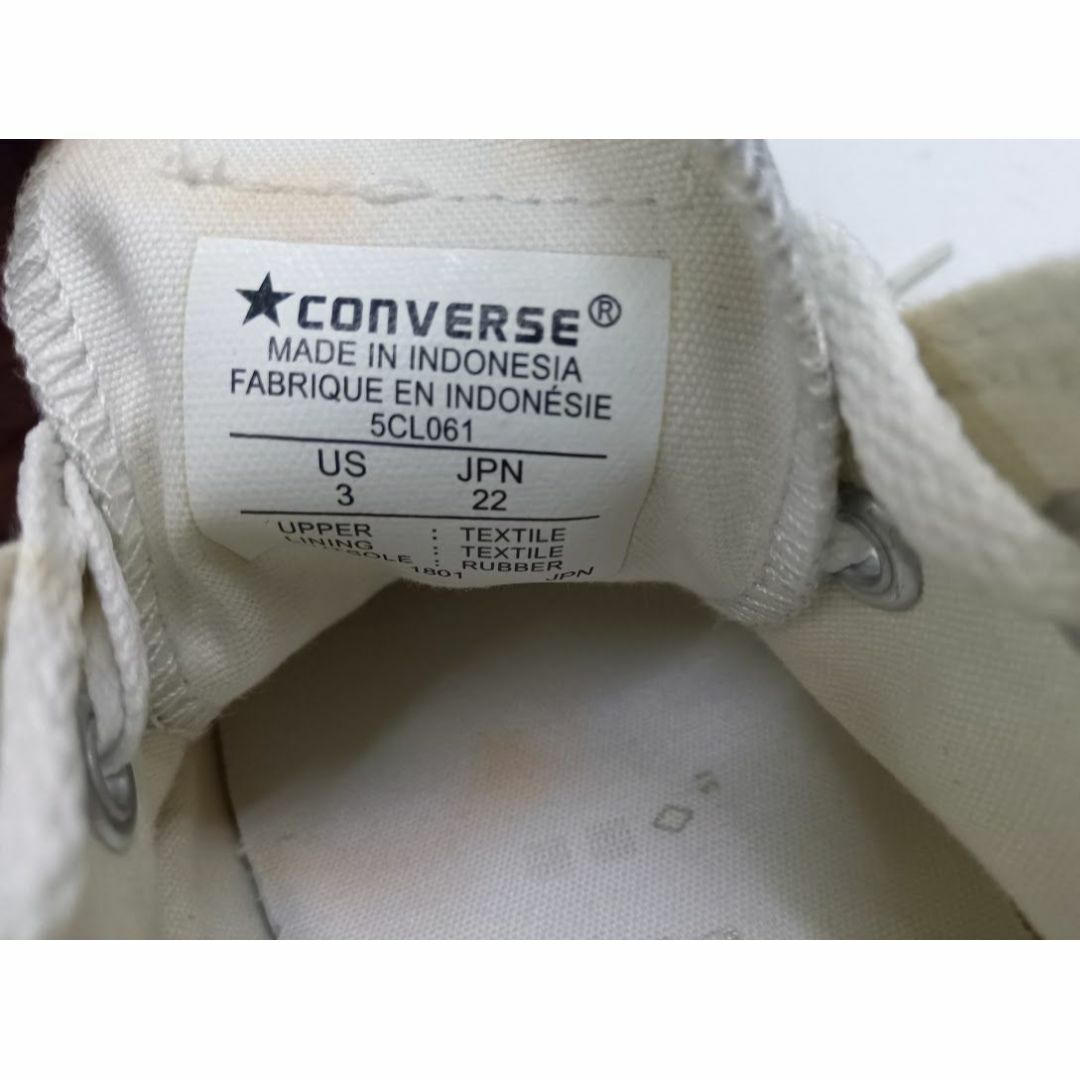 ★CONVERSE®
MADE IN INDONESIA
FABRIQUE EN INDONÉSIE
5CL061
US JPN
3 22
UPPER : TEXTILE
LINING : TEXTILE
: RUBBER
1801 JPN